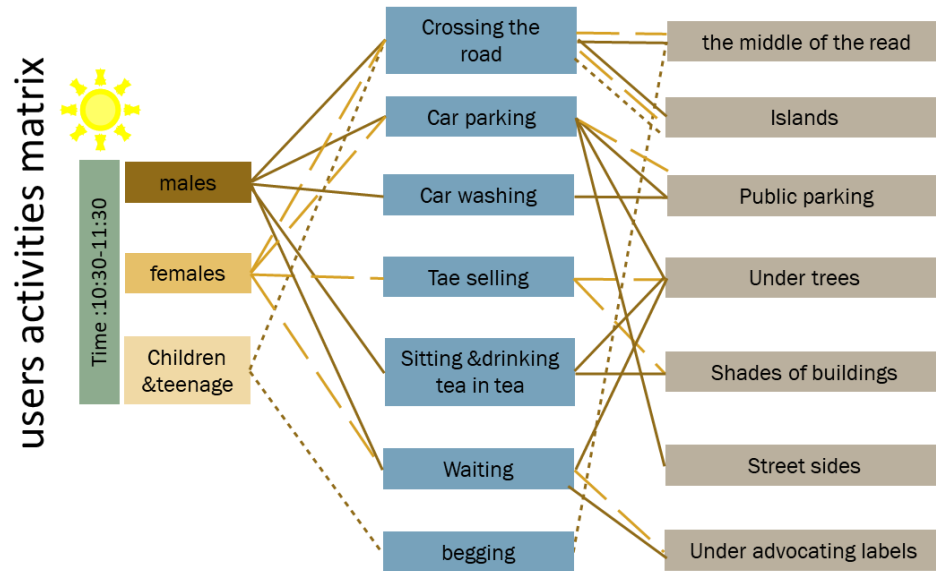 users activities matrix
Time :10:30-11:30
males
females
Children
&teenage
Crossing the
road
Car parking
Car washing
Tae selling
Sitting &drinking
tea in tea
Waiting
begging
the middle of the read
Islands
Public parking
Under trees
Shades of buildings
Street sides
Under advocating labels